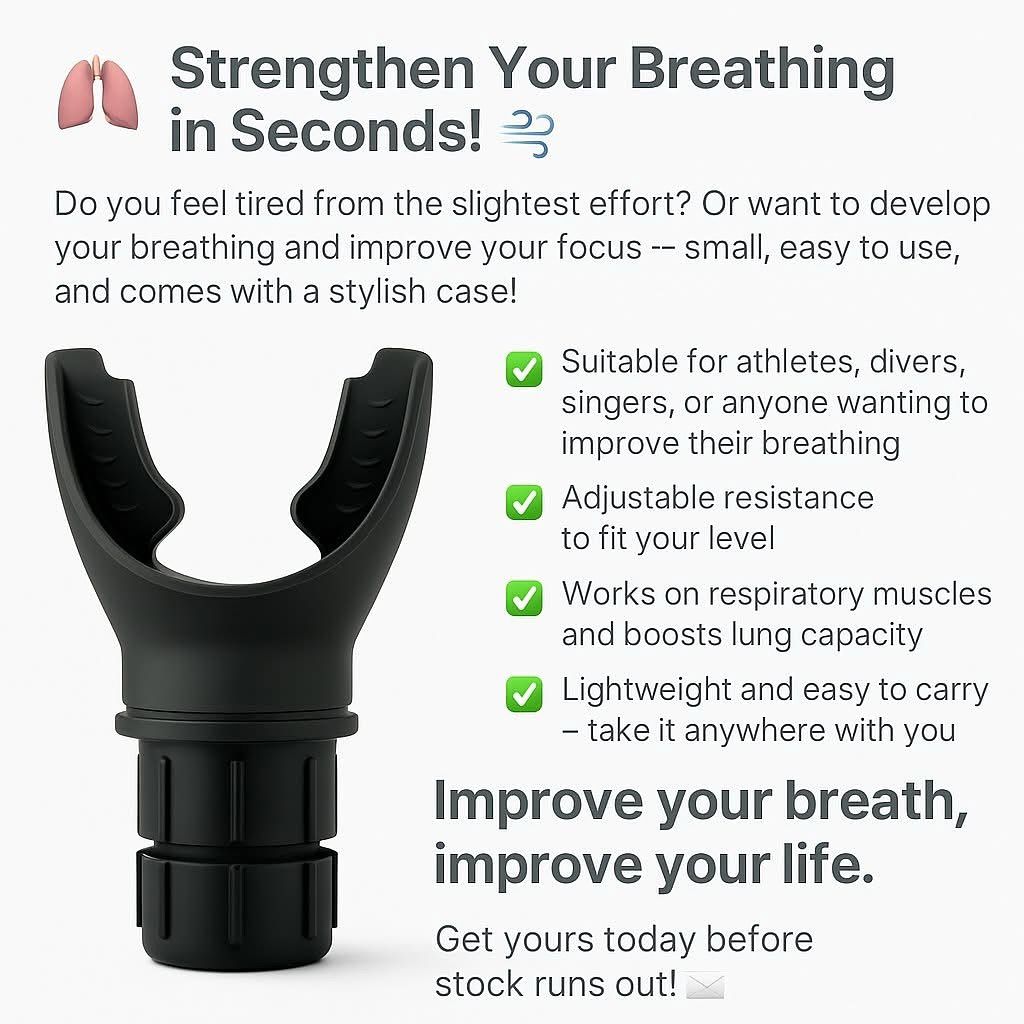 Strengthen Your Breathing
in Seconds!
Do you feel tired from the slightest effort? Or want to develop
your breathing and improve your focus -- small, easy to use,
and comes with a stylish case!
Suitable for athletes, divers,
singers, or anyone wanting to
improve their breathing
Adjustable resistance
to fit your level
Works on respiratory muscles
and boosts lung capacity
Lightweight and easy to carry
– take it anywhere with you
Improve your breath,
improve your life.
Get yours today before
stock runs out!